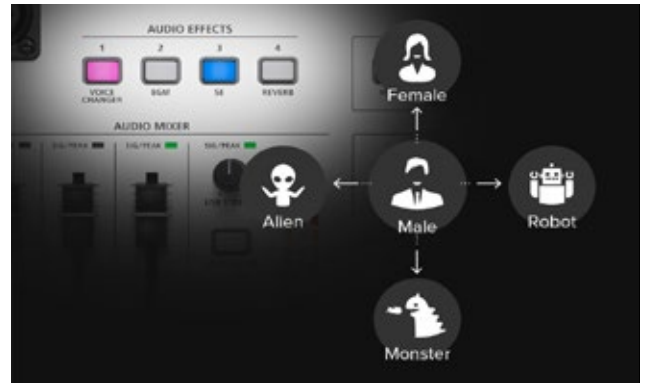 AUDIO EFFECTS
1 2 3 4
VOICE
CHANGER
BGM
SE
REVERB
AUDIO MIXER
SIG/PEAK SIG/PEAK SIG/PEAK
Female
Alien
Male
Robot
Monster